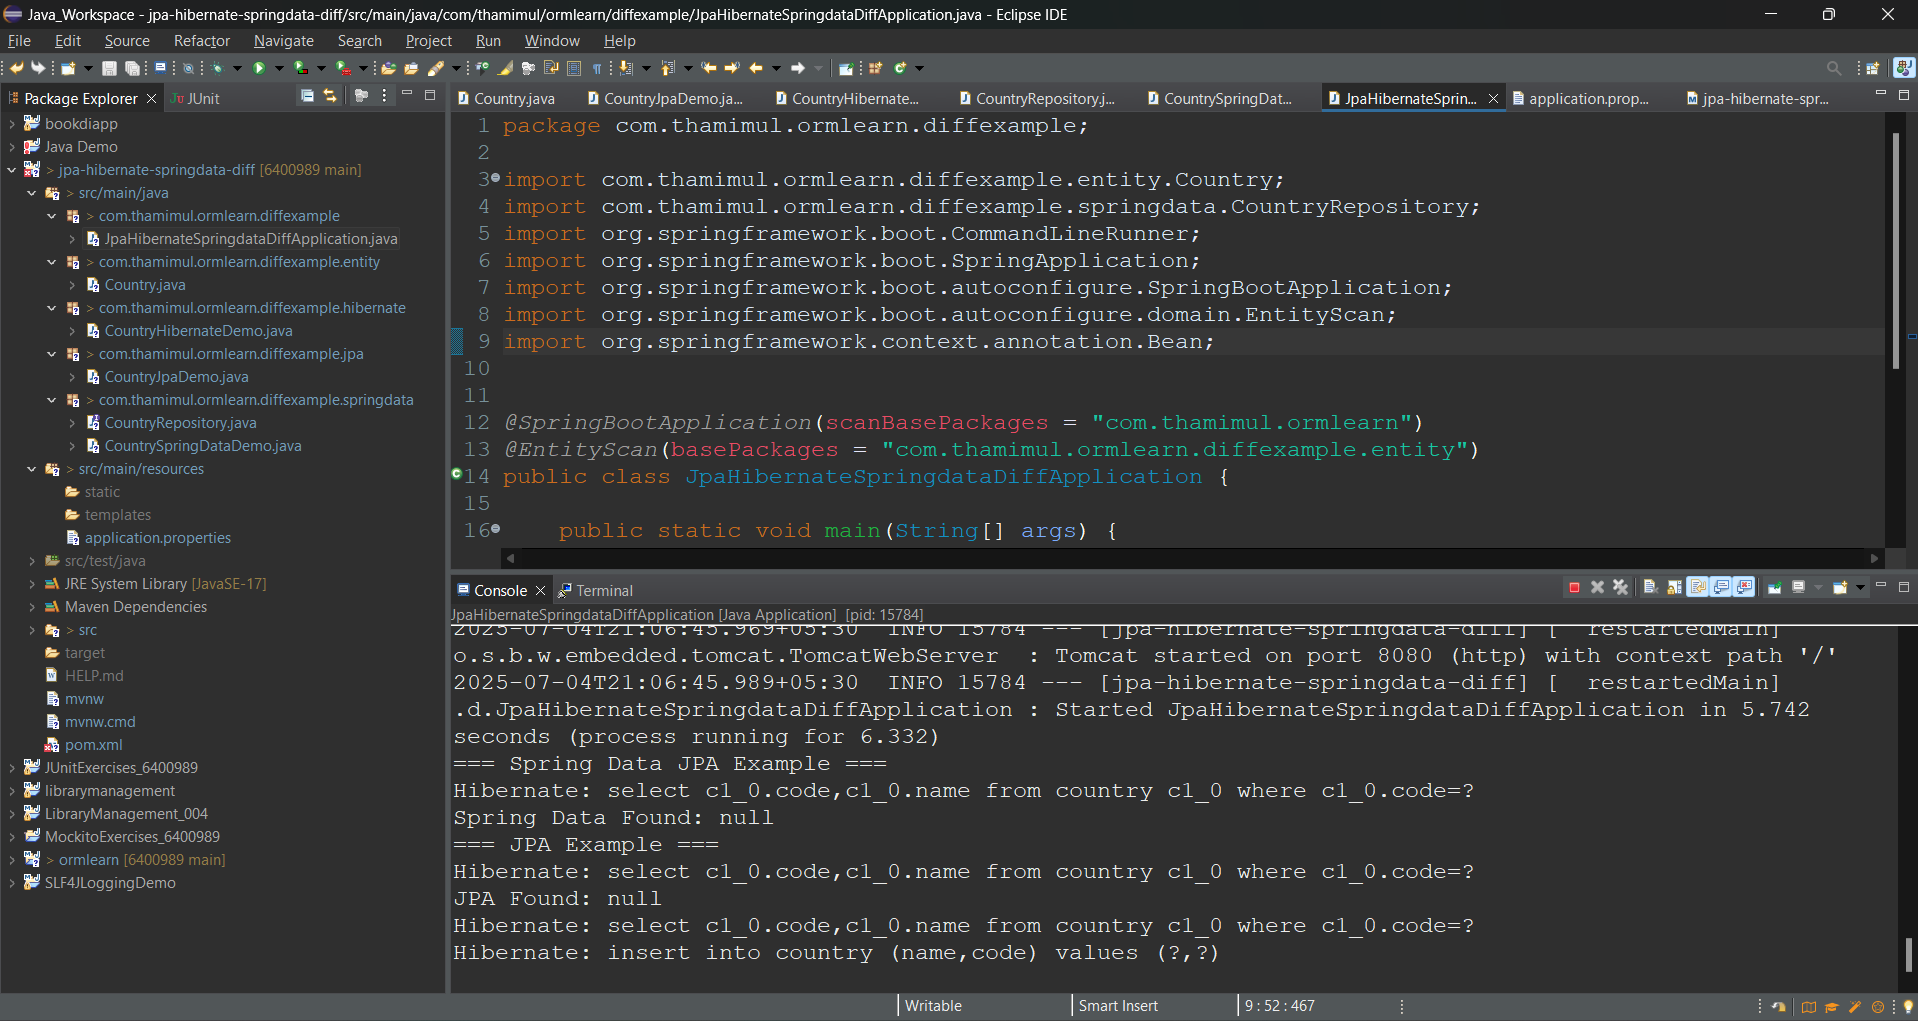 Java_Workspace - jpa-hibernate-springdata-diff/src/main/java/com/thamimul/ormlearn/diffexample/JpaHibernateSpringdataDiffApplication.java - Eclipse IDE
File Edit Source Refactor Navigate Search Project Run Window Help
Package Explorer
JUnit
bookdiapp
Java Demo
> jpa-hibernate-springdata-diff [6400989 main]
> src/main/java
> com.thamimul.ormlearn.diffexample
JpaHibernateSpringdataDiffApplication.java
> com.thamimul.ormlearn.diffexample.entity
Country.java
> com.thamimul.ormlearn.diffexample.hibernate
CountryHibernateDemo.java
> com.thamimul.ormlearn.diffexample.jpa
CountryJpaDemo.java
> com.thamimul.ormlearn.diffexample.springdata
CountryRepository.java
CountrySpringDataDemo.java
> src/main/resources
static
templates
application.properties
src/test/java
JRE System Library [JavaSE-17]
Maven Dependencies
> src
target
HELP.md
mvnw
mvnw.cmd
pom.xml
JUnitExercises_6400989
librarymanagement
LibraryManagement_004
MockitoExercises_6400989
> ormlearn [6400989 main]
SLF4JLoggingDemo
Country.java CountryJpaDemo.ja... CountryHibernate... CountryRepository.j... CountrySpringDat... JpaHibernateSprin... application.prop... jpa-hibernate-spr...
1 package com.thamimul.ormlearn.diffexample;
2
3 import com.thamimul.ormlearn.diffexample.entity.Country;
4 import com.thamimul.ormlearn.diffexample.springdata.CountryRepository;
5 import org.springframework.boot.CommandLineRunner;
6 import org.springframework.boot.SpringApplication;
7 import org.springframework.boot.autoconfigure.SpringBootApplication;
8 import org.springframework.boot.autoconfigure.domain.EntityScan;
9 import org.springframework.context.annotation.Bean;
10
11
12 @SpringBootApplication(scanBasePackages = "com.thamimul.ormlearn")
13 @EntityScan(basePackages = "com.thamimul.ormlearn.diffexample.entity")
14 public class JpaHibernateSpringdataDiffApplication {
15
16 public static void main(String[] args) {
Console
Terminal
JpaHibernateSpringdataDiffApplication [Java Application] [pid: 15784]
2025-07-04T21:06:45.969+05:30 INFO 15784 --- [jpa-hibernate-springdata-diff] [ restartedMain]
o.s.b.w.embedded.tomcat.TomcatWebServer : Tomcat started on port 8080 (http) with context path '/'
2025-07-04T21:06:45.989+05:30 INFO 15784 --- [jpa-hibernate-springdata-diff] [ restartedMain]
.d.JpaHibernateSpringdataDiffApplication : Started JpaHibernateSpringdataDiffApplication in 5.742
seconds (process running for 6.332)
=== Spring Data JPA Example ===
Hibernate: select c1_0.code,c1_0.name from country c1_0 where c1_0.code=?
Spring Data Found: null
=== JPA Example ===
Hibernate: select c1_0.code,c1_0.name from country c1_0 where c1_0.code=?
JPA Found: null
Hibernate: select c1_0.code,c1_0.name from country c1_0 where c1_0.code=?
Hibernate: insert into country (name,code) values (?,?)
Writable
Smart Insert
9 : 52 : 467